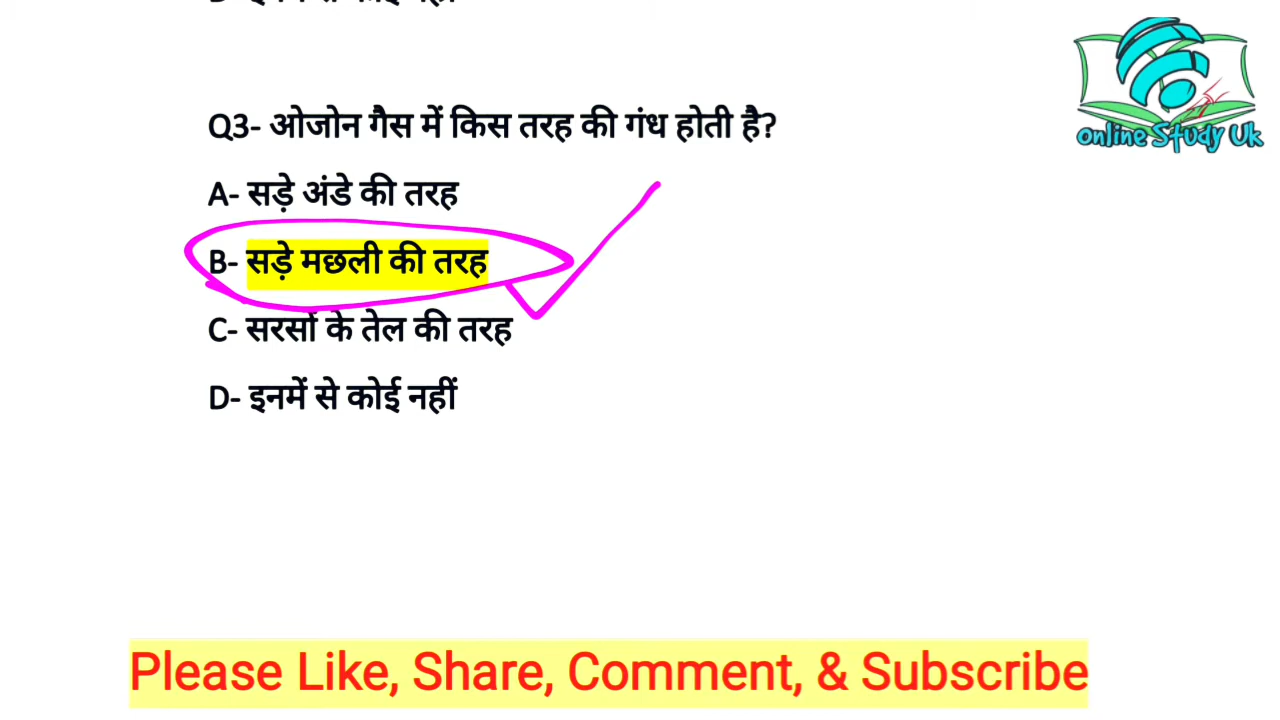 Q3- ओजोन गैस में किस तरह की गंध होती है?
A- सड़े अंडे की तरह
B- सड़े मछली की तरह
C- सरसों के तेल की तरह
D- इनमें से कोई नहीं
Online Study Uk
Please Like, Share, Comment, & Subscribe